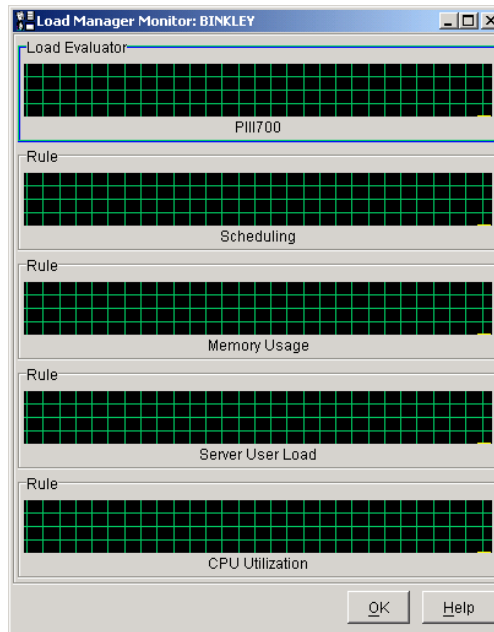 Load Manager Monitor: BINKLEY
Load Evaluator
PIII700
Rule
Scheduling
Rule
Memory Usage
Rule
Server User Load
Rule
CPU Utilization
OK Help